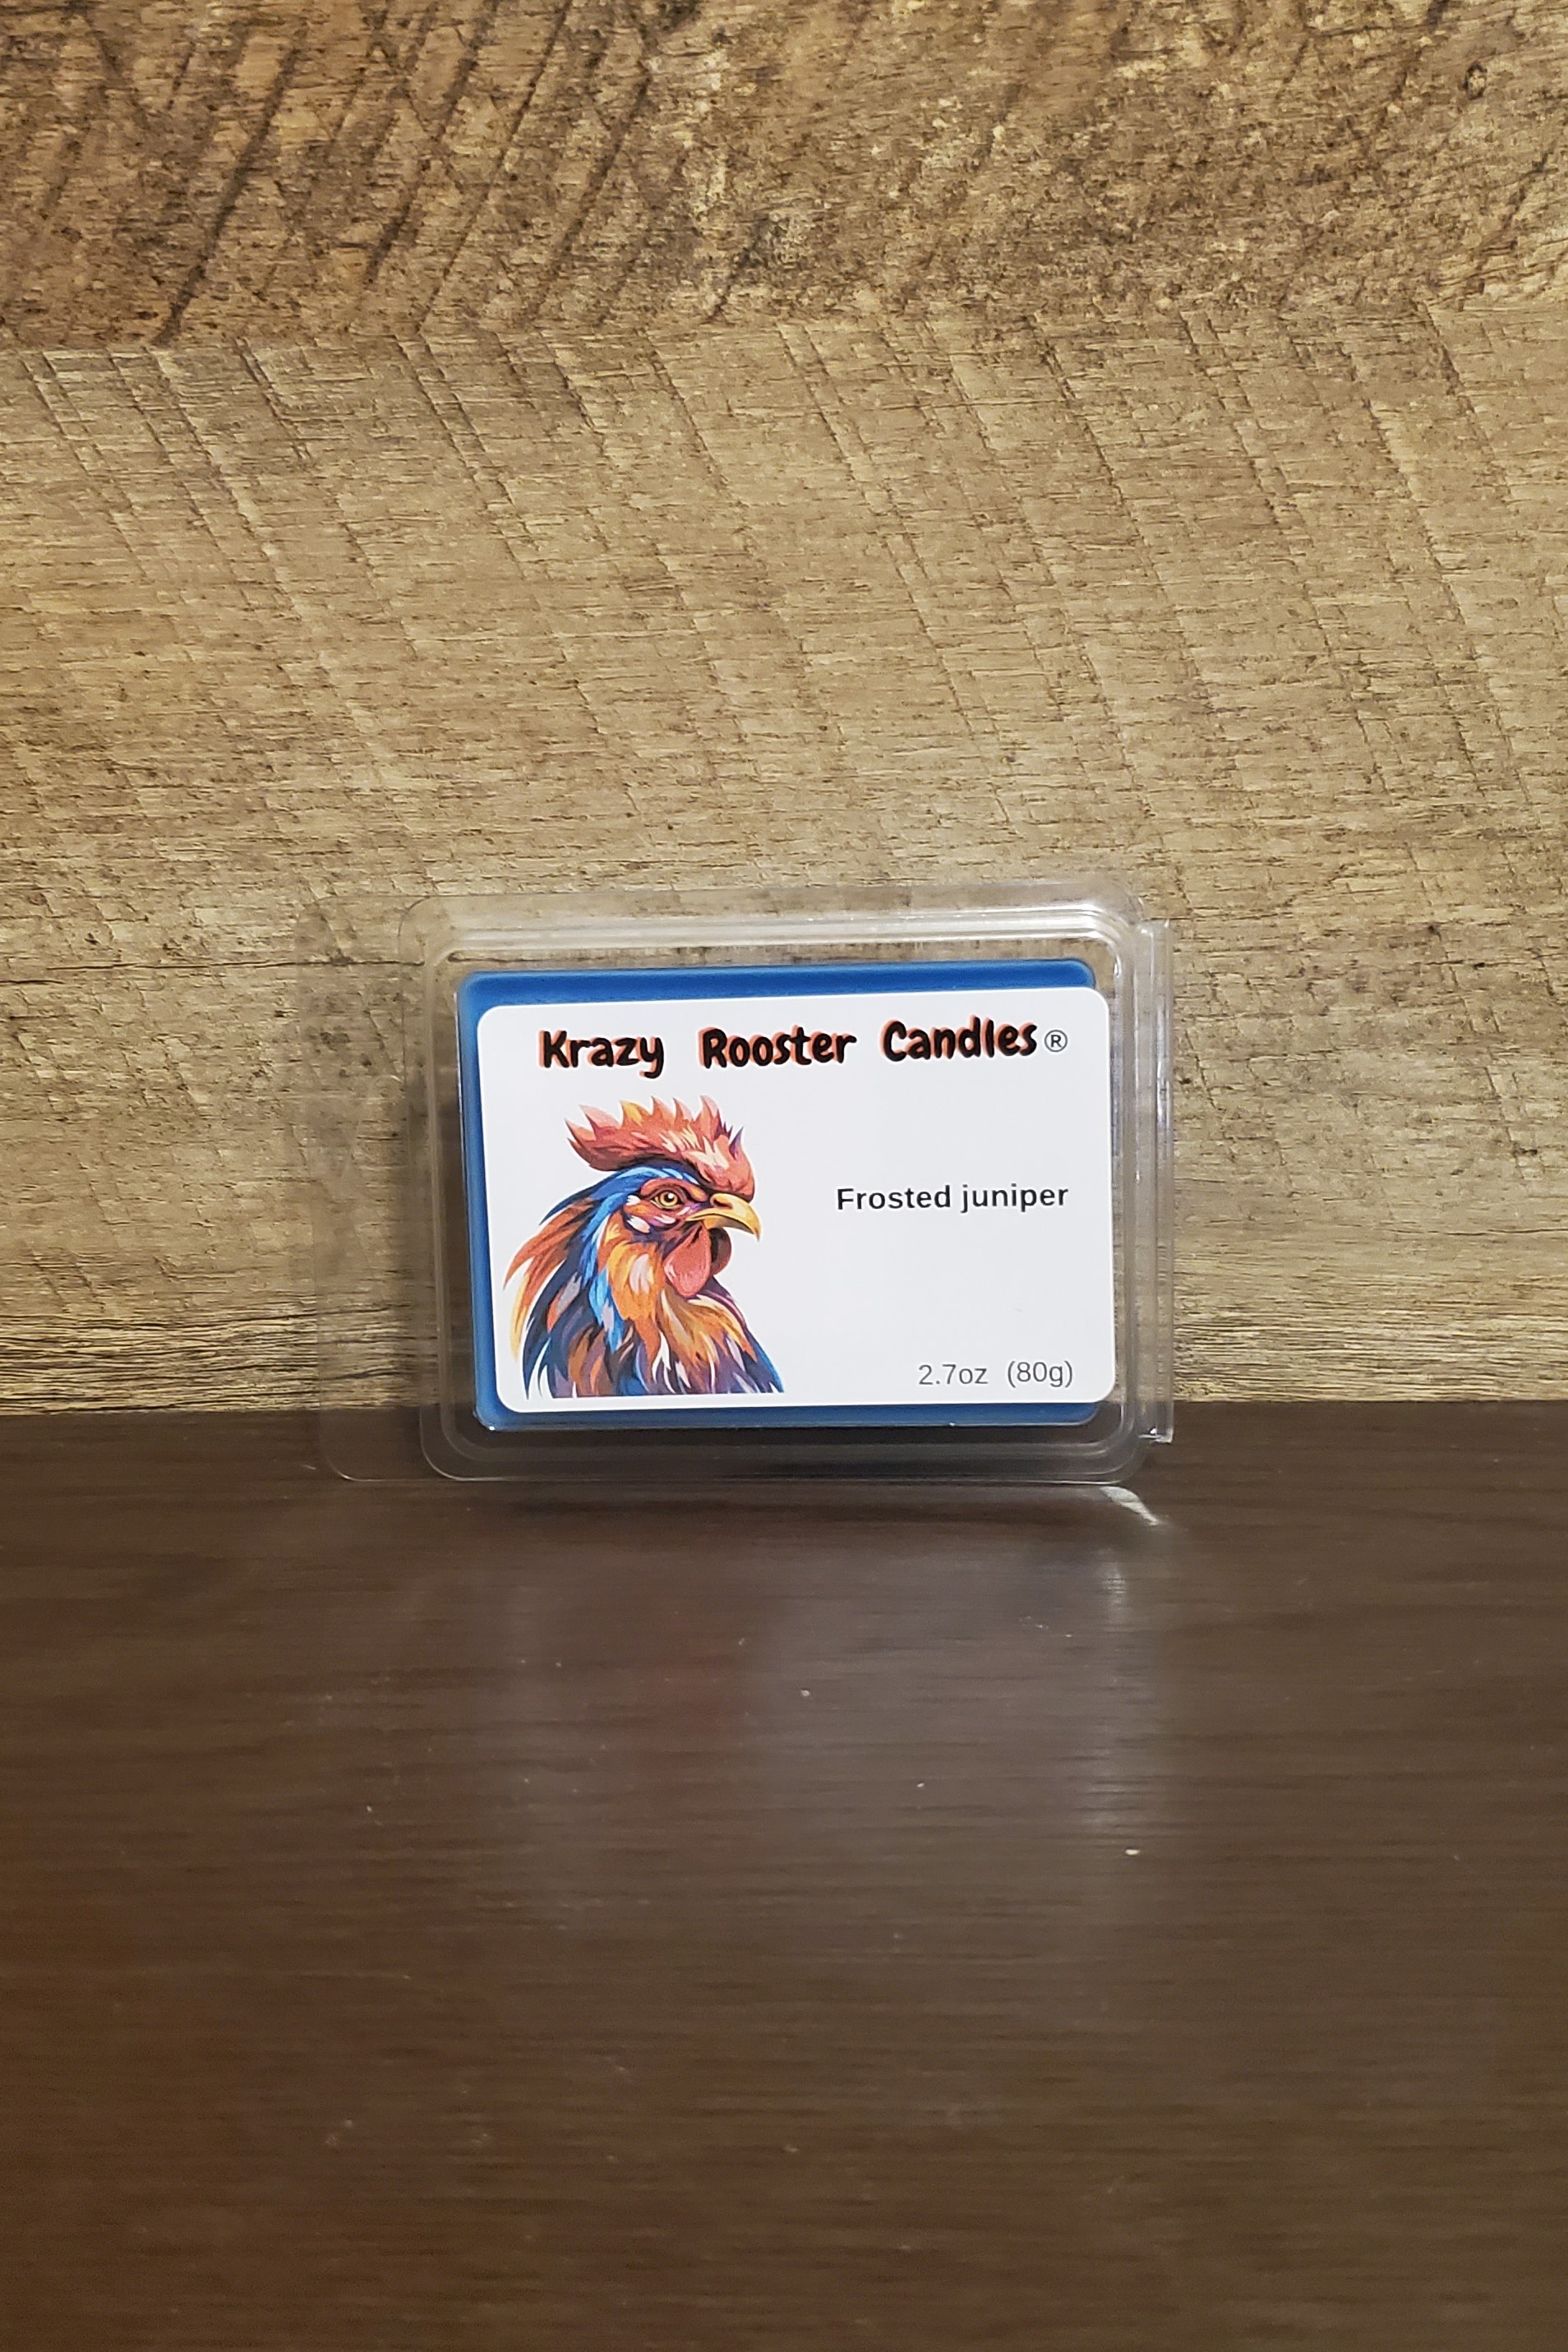 Krazy Rooster Candles®
Frosted juniper
2.7oz (80g)